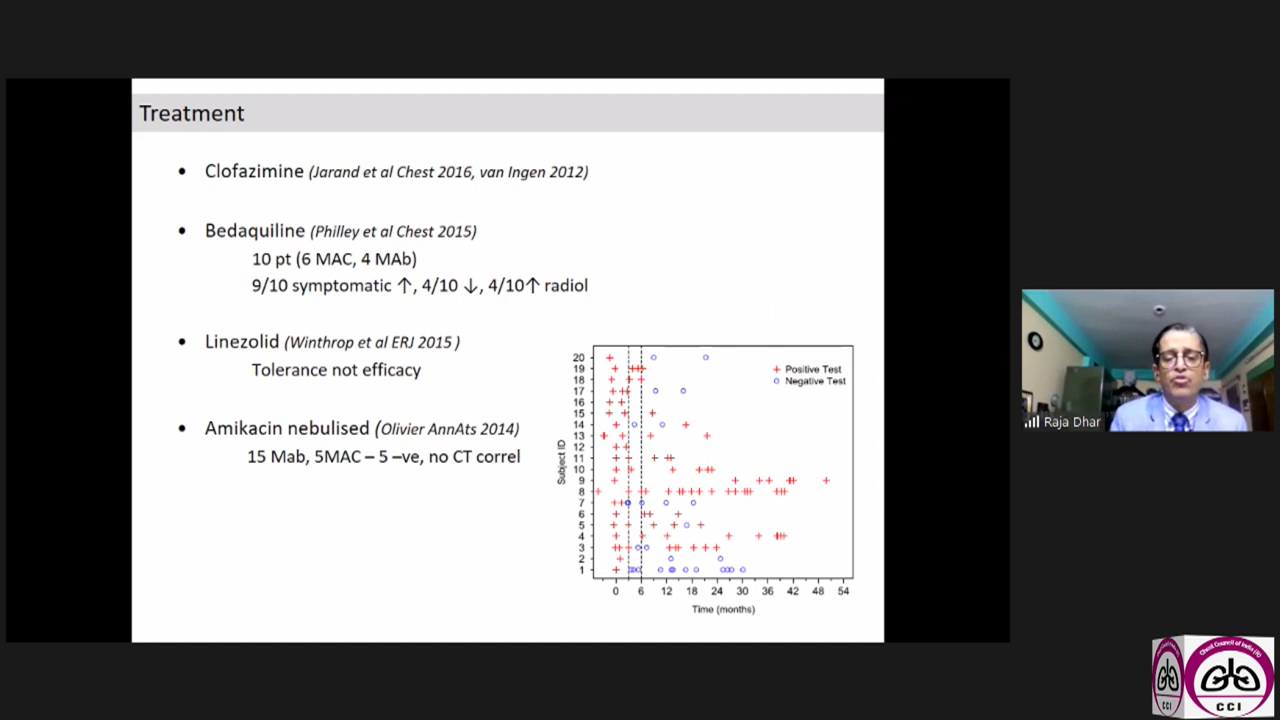 Treatment
• Clofazimine (Jarand et al Chest 2016, van Ingen 2012)
• Bedaquiline (Philley et al Chest 2015)
10 pt (6 MAC, 4 MAb)
9/10 symptomatic ↑, 4/10 ↓, 4/10↑ radiol
• Linezolid (Winthrop et al ERJ 2015 )
Tolerance not efficacy
• Amikacin nebulised (Olivier AnnAts 2014)
15 Mab, 5MAC – 5 –ve, no CT correl
Positive Test
Negative Test
Subject ID
20
19
18
17
16
15
14
13
12
11
10
9
8
7
6
5
4
3
2
1
0 6 12 18 24 30 36 42 48 54
Time (months)
Raja Dhar
Chest Council of India
CCI
CCI